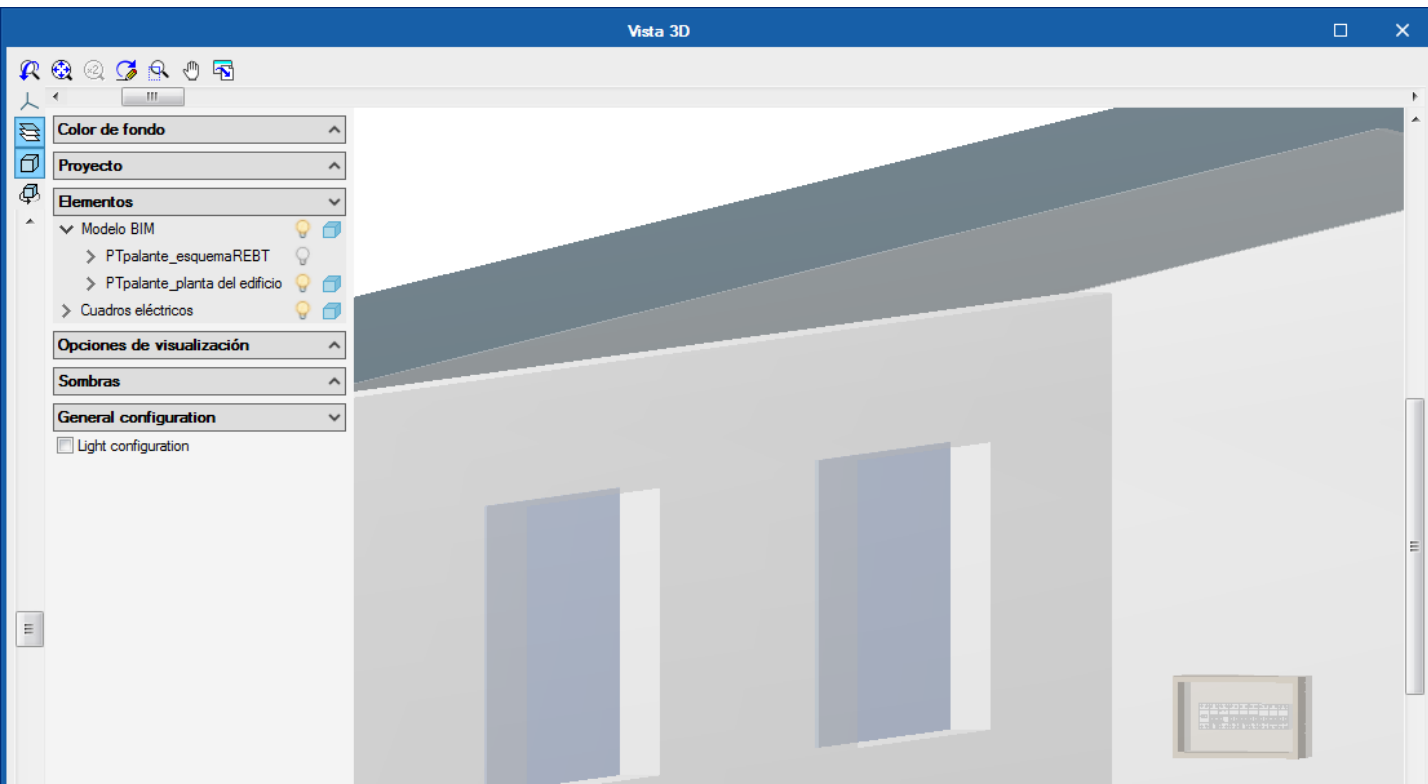 Vista 3D
Color de fondo
Proyecto
Elementos
Modelo BIM
PTpalante_esquemaREBT
PTpalante_planta del edificio
Cuadros eléctricos
Opciones de visualización
Sombras
General configuration
Light configuration